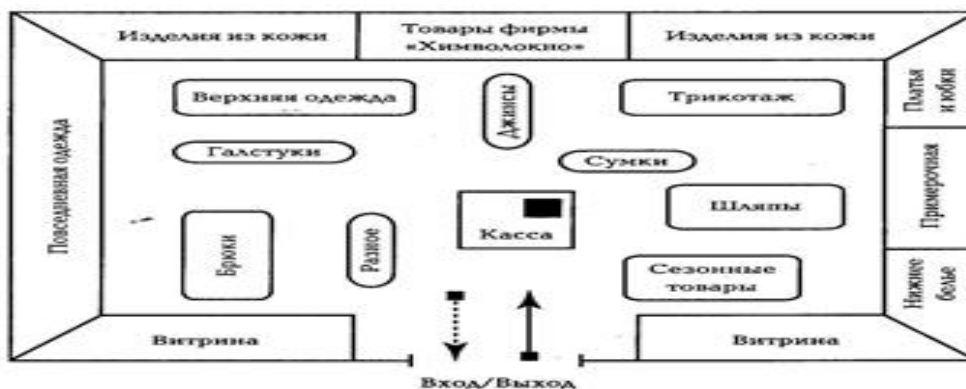 Изделия из кожи
Товары фирмы
«Химволокно»
Изделия из кожи
Повседневная одежда
Верхняя одежда
Джинсы
Трикотаж
Платья
и юбки
Галстуки
Сумки
Примерочная
Шляпы
Касса
Брюки
Разное
Сезонные
товары
Нижнее
белье
Витрина
Витрина
Вход/Выход